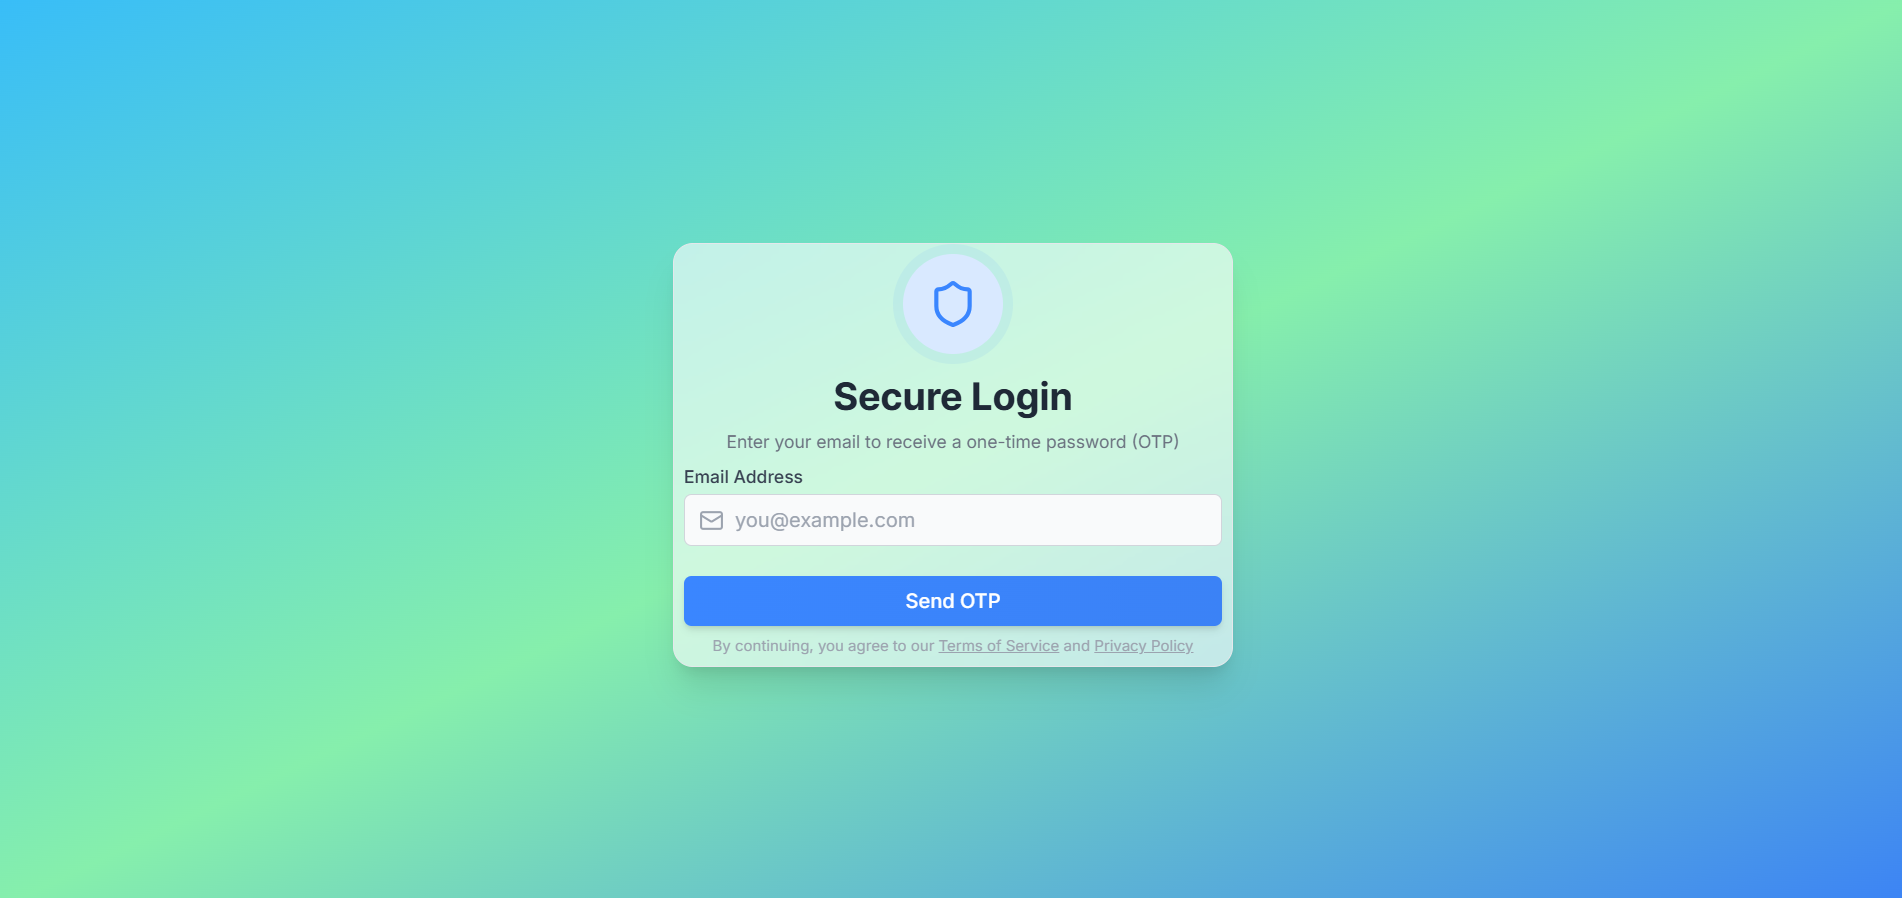 Secure Login
Enter your email to receive a one-time password (OTP)
Email Address
you@example.com
Send OTP
By continuing, you agree to our Terms of Service and Privacy Policy